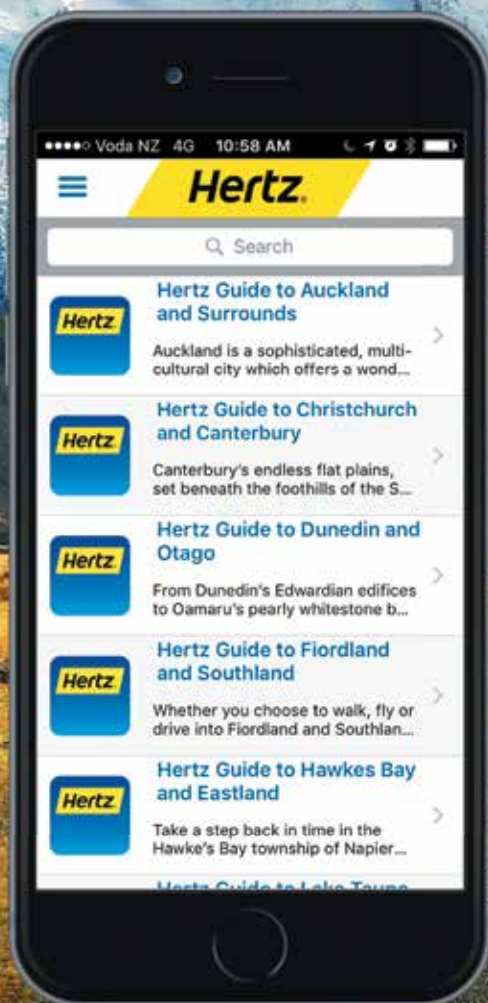 Voda NZ 4G 10:58 AM
Hertz.
Search
Hertz Guide to Auckland
and Surrounds
Hertz
Auckland is a sophisticated, multi-
cultural city which offers a wond...
Hertz Guide to Christchurch
and Canterbury
Hertz
Canterbury's endless flat plains,
set beneath the foothills of the S...
Hertz Guide to Dunedin and
Otago
Hertz
From Dunedin's Edwardian edifices
to Oamaru's pearly whitestone b...
Hertz Guide to Fiordland
and Southland
Hertz
Whether you choose to walk, fly or
drive into Fiordland and Southlan...
Hertz Guide to Hawkes Bay
and Eastland
Hertz
Take a step back in time in the
Hawke's Bay township of Napier...
Hertz Guide to Lake Taupo